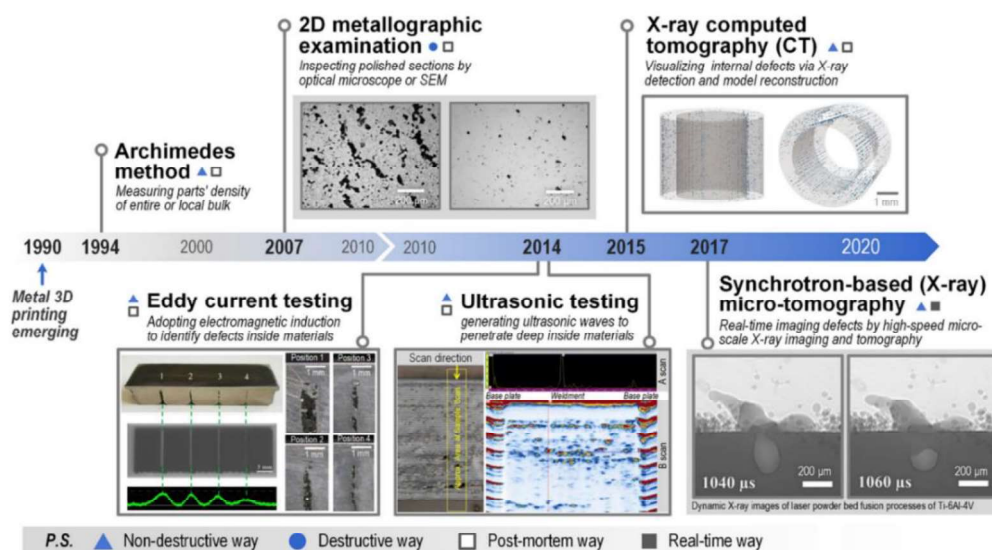 2D metallographic
examination
Inspecting polished sections by
optical microscope or SEM
200 μm
X-ray computed
tomography (CT)
Visualizing internal defects via X-ray
detection and model reconstruction
1 mm
Archimedes
method
Measuring parts' density
of entire or local bulk
1990
1994
2000
2007
2010
2010
2014
2015
2017
2020
Metal 3D
printing
emerging
Eddy current testing
Adopting electromagnetic induction
to identify defects inside materials
1 2 3 4
1 mm
Position 1
1 mm
Position 3
1 mm
Position 2
1 mm
Position 4
1 mm
Ultrasonic testing
generating ultrasonic waves to
penetrate deep inside materials
Scan direction
A scan
Base plate Weldment Base plate
B scan
Synchrotron-based (X-ray)
micro-tomography
Real-time imaging defects by high-speed micro-
scale X-ray imaging and tomography
1040 μs
200 μm
1060 μs
200 μm
Dynamic X-ray images of laser powder bed fusion processes of Ti-6Al-4V
P.S. Non-destructive way Destructive way Post-mortem way Real-time way